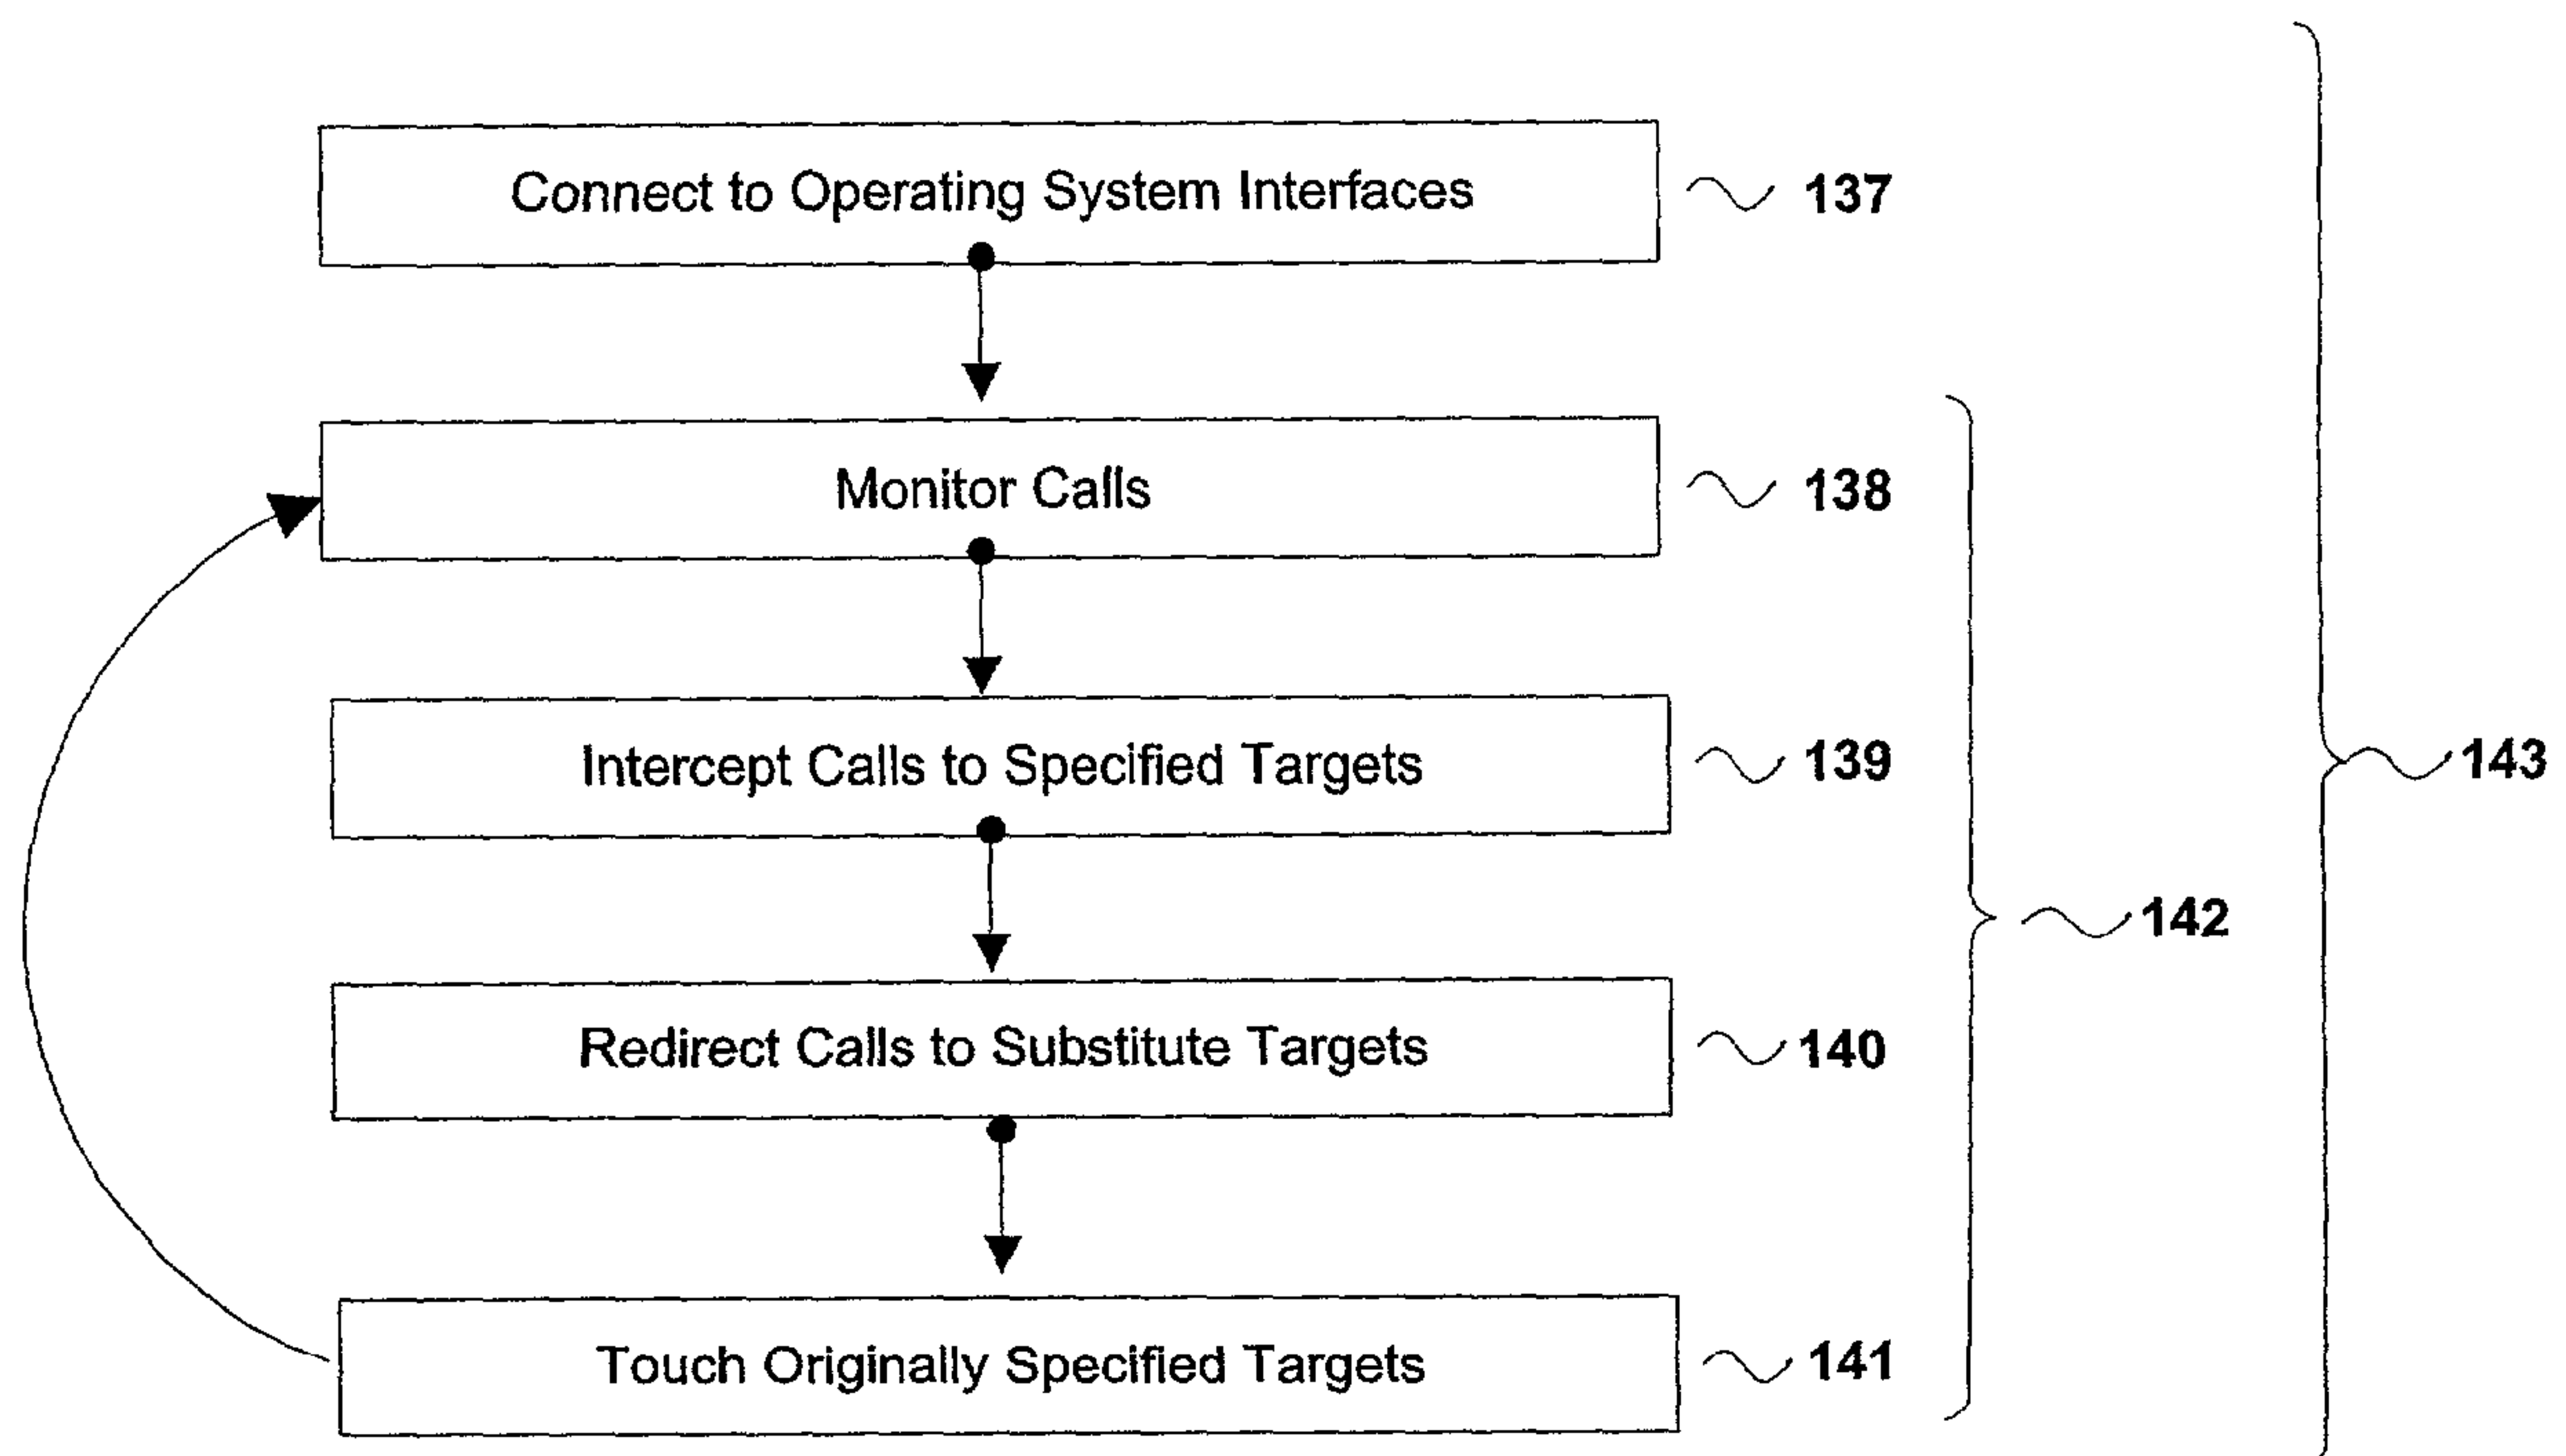 Connect to Operating System Interfaces 137
Monitor Calls 138
Intercept Calls to Specified Targets 139
143
142
Redirect Calls to Substitute Targets 140
Touch Originally Specified Targets 141